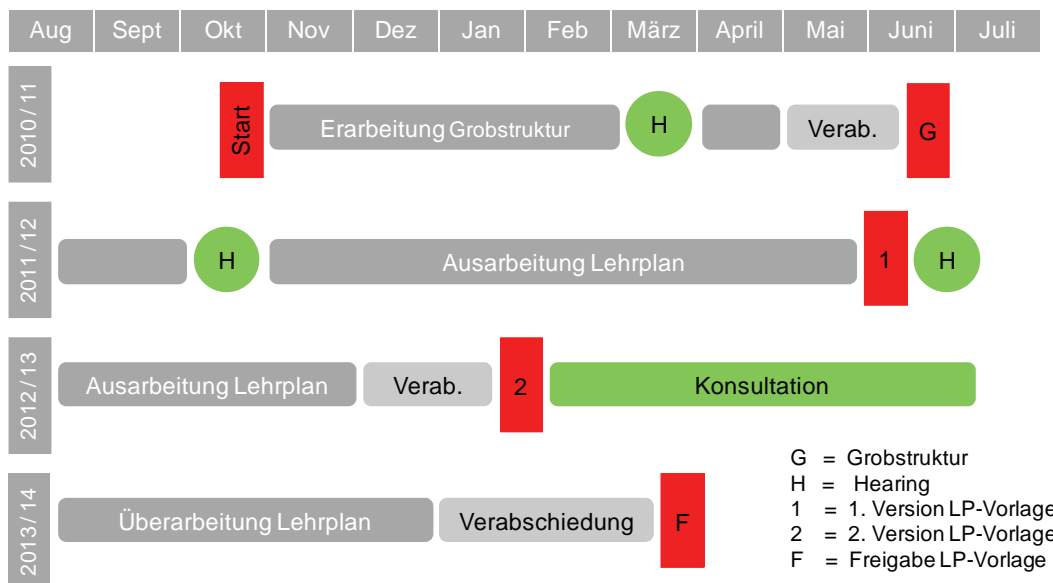 Aug Sept Okt Nov Dez Jan Feb März April Mai Juni Juli
2010/11
Start
Erarbeitung Grobstruktur
H
Verab.
G
2011/12
H
Ausarbeitung Lehrplan
1
H
2012/13
Ausarbeitung Lehrplan
Verab.
2
Konsultation
2013/14
Überarbeitung Lehrplan
Verabschiedung
F
G = Grobstruktur
H = Hearing
1 = 1. Version LP-Vorlage
2 = 2. Version LP-Vorlage
F = Freigabe LP-Vorlage